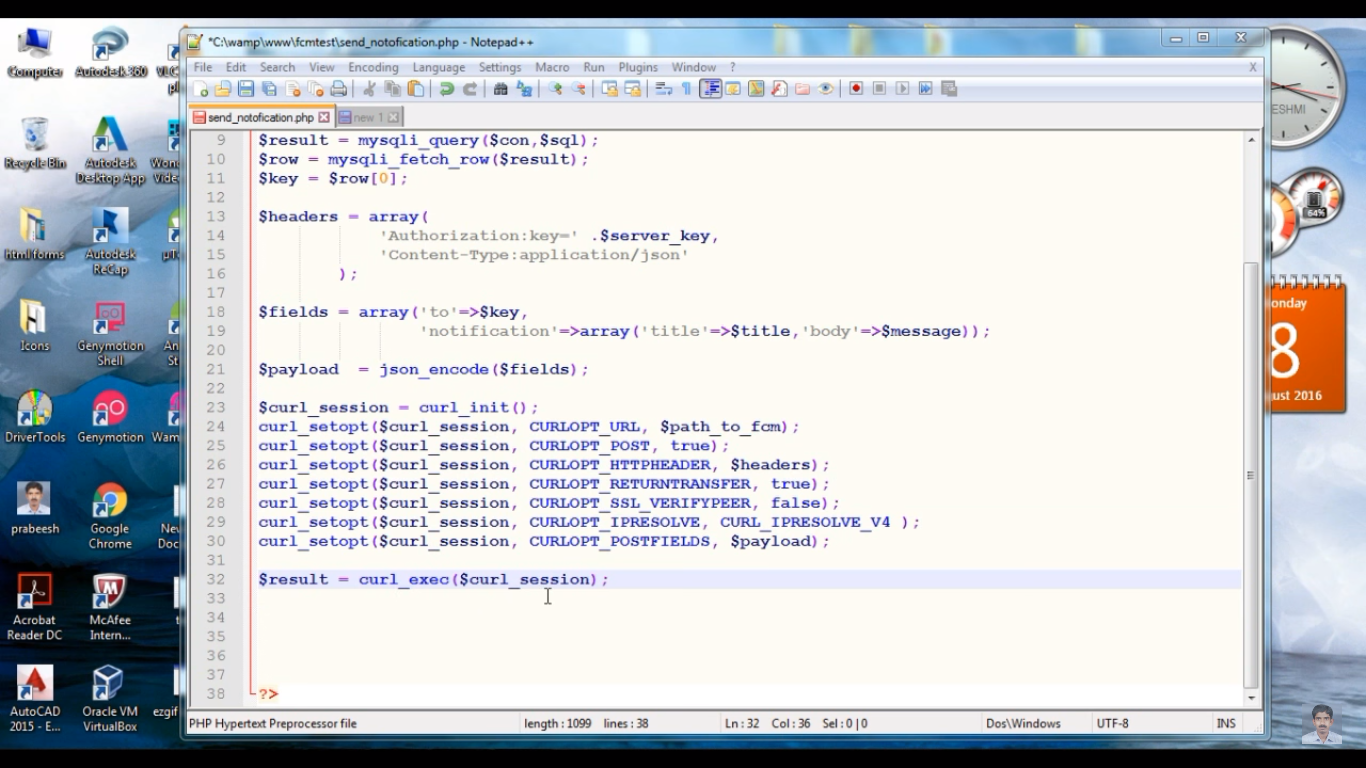 *C:\wamp\www\fcmtest\send_notofication.php - Notepad++
File Edit Search View Encoding Language Settings Macro Run Plugins Window ? X
send_notofication.php new 1
9 $result = mysqli_query($con,$sql);
10 $row = mysqli_fetch_row($result);
11 $key = $row[0];
12
13 $headers = array(
14 'Authorization:key=' .$server_key,
15 'Content-Type:application/json'
16 );
17
18 $fields = array('to'=>$key,
19 'notification'=>array('title'=>$title,'body'=>$message));
20
21 $payload = json_encode($fields);
22
23 $curl_session = curl_init();
24 curl_setopt($curl_session, CURLOPT_URL, $path_to_fcm);
25 curl_setopt($curl_session, CURLOPT_POST, true);
26 curl_setopt($curl_session, CURLOPT_HTTPHEADER, $headers);
27 curl_setopt($curl_session, CURLOPT_RETURNTRANSFER, true);
28 curl_setopt($curl_session, CURLOPT_SSL_VERIFYPEER, false);
29 curl_setopt($curl_session, CURLOPT_IPRESOLVE, CURL_IPRESOLVE_V4 );
30 curl_setopt($curl_session, CURLOPT_POSTFIELDS, $payload);
31
32 $result = curl_exec($curl_session);
33
34
35
36
37
38 ?>
PHP Hypertext Preprocessor file length : 1099 lines : 38 Ln : 32 Col : 36 Sel : 0 | 0 Dos\Windows UTF-8 INS
Computer
Autodesk 360
Recycle Bin
Autodesk
Desktop App
html forms
Autodesk
ReCap
Icons
Genymotion
Shell
DriverTools
Genymotion
prabeesh
Google
Chrome
Acrobat
Reader DC
McAfee
Intern...
AutoCAD
2015 - E...
Oracle VM
VirtualBox
ezgif
ESHMI
64%
onday
8
ust 2016